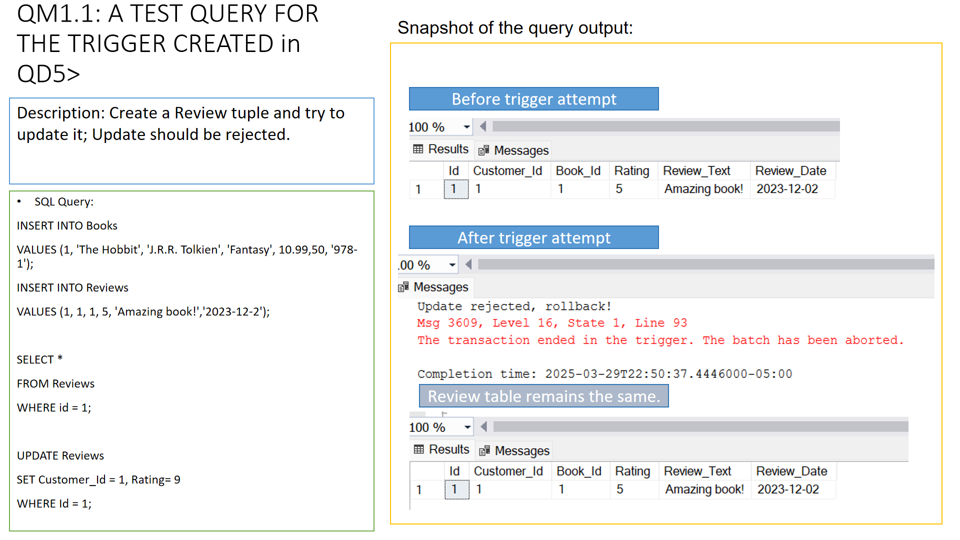 QM1.1: A TEST QUERY FOR
THE TRIGGER CREATED in
QD5>
Description: Create a Review tuple and try to
update it; Update should be rejected.
• SQL Query:
INSERT INTO Books
VALUES (1, 'The Hobbit', 'J.R.R. Tolkien', 'Fantasy', 10.99,50, '978-
1');
INSERT INTO Reviews
VALUES (1, 1, 1, 5, 'Amazing book!','2023-12-2');
SELECT *
FROM Reviews
WHERE id = 1;
UPDATE Reviews
SET Customer_Id = 1, Rating= 9
WHERE Id = 1;
Snapshot of the query output:
Before trigger attempt
100 %
Results Messages
Id Customer_Id Book_Id Rating Review_Text Review_Date
1 1 1 1 5 Amazing book! 2023-12-02
After trigger attempt
.00 %
Messages
Update rejected, rollback!
Msg 3609, Level 16, State 1, Line 93
The transaction ended in the trigger. The batch has been aborted.
Completion time: 2025-03-29T22:50:37.4446000-05:00
Review table remains the same.
100 %
Results Messages
Id Customer_Id Book_Id Rating Review_Text Review_Date
1 1 1 1 5 Amazing book! 2023-12-02